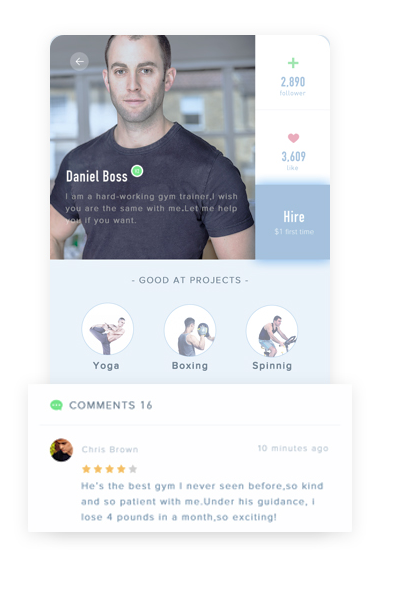 2,890
follower
3,609
like
Daniel Boss
I am a hard-working gym trainer,I wish
you are the same with me.Let me help
you if you want.
Hire
$1 first time
- GOOD AT PROJECTS -
Yoga
Boxing
Spinnig
COMMENTS 16
Chris Brown
10 minutes ago
He's the best gym I never seen before,so kind
and so patient with me.Under his guidance, i
lose 4 pounds in a month,so exciting!